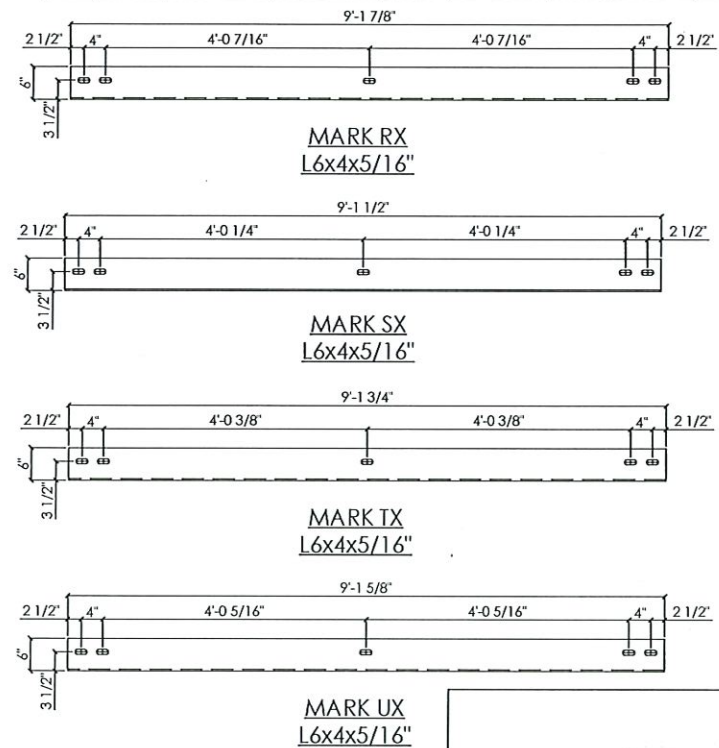 9'-1 7/8"
2 1/2" 4" 4'-0 7/16" 4'-0 7/16" 4" 2 1/2"
6"
3 1/2"
MARK RX
L6x4x5/16"
9'-1 1/2"
2 1/2" 4" 4'-0 1/4" 4'-0 1/4" 4" 2 1/2"
6"
3 1/2"
MARK SX
L6x4x5/16"
9'-1 3/4"
2 1/2" 4" 4'-0 3/8" 4'-0 3/8" 4" 2 1/2"
6"
3 1/2"
MARK TX
L6x4x5/16"
9'-1 5/8"
2 1/2" 4" 4'-0 5/16" 4'-0 5/16" 4" 2 1/2"
6"
3 1/2"
MARK UX
L6x4x5/16"